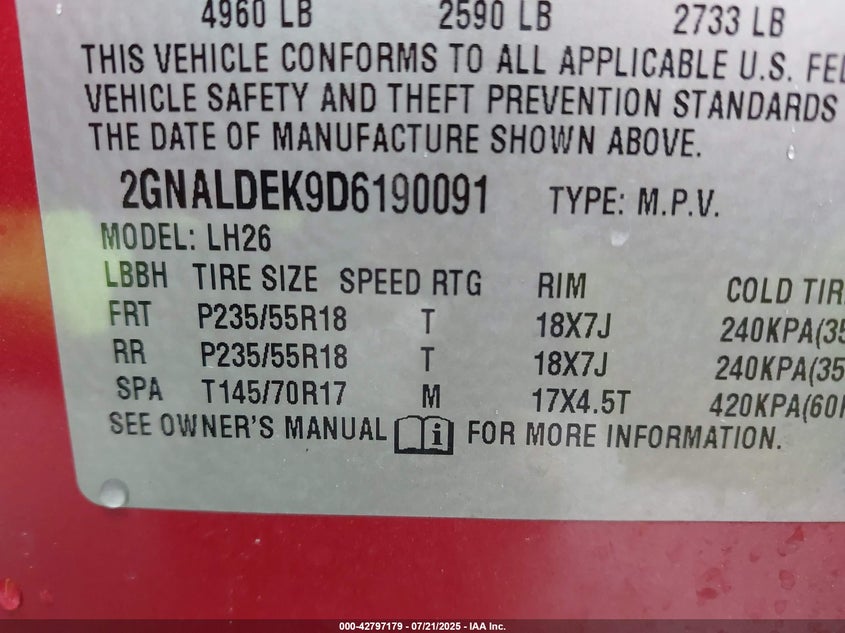 4960 LB 2590 LB 2733 LB
THIS VEHICLE CONFORMS TO ALL APPLICABLE U.S.
VEHICLE SAFETY AND THEFT PREVENTION STANDARDS
THE DATE OF MANUFACTURE SHOWN ABOVE.
2GNALDEK9D6190091 TYPE: M.P.V.
MODEL: LH26
LBBH TIRE SIZE SPEED RTG RIM COLD TIR
FRT P235/55R18 T 18X7J 240KPA(35
RR P235/55R18 T 18X7J 240KPA(35
SPA T145/70R17 M 17X4.5T 420KPA(60
SEE OWNER'S MANUAL i FOR MORE INFORMATION.
000-42797179 - 07/21/2025 - IAA Inc.